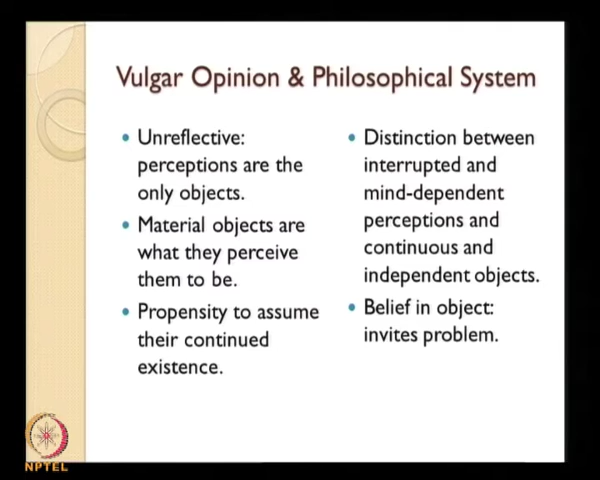 Vulgar Opinion & Philosophical System
• Unreflective:
perceptions are the
only objects.
• Material objects are
what they perceive
them to be.
• Propensity to assume
their continued
existence.
• Distinction between
interrupted and
mind-dependent
perceptions and
continuous and
independent objects.
• Belief in object:
invites problem.
NPTEL